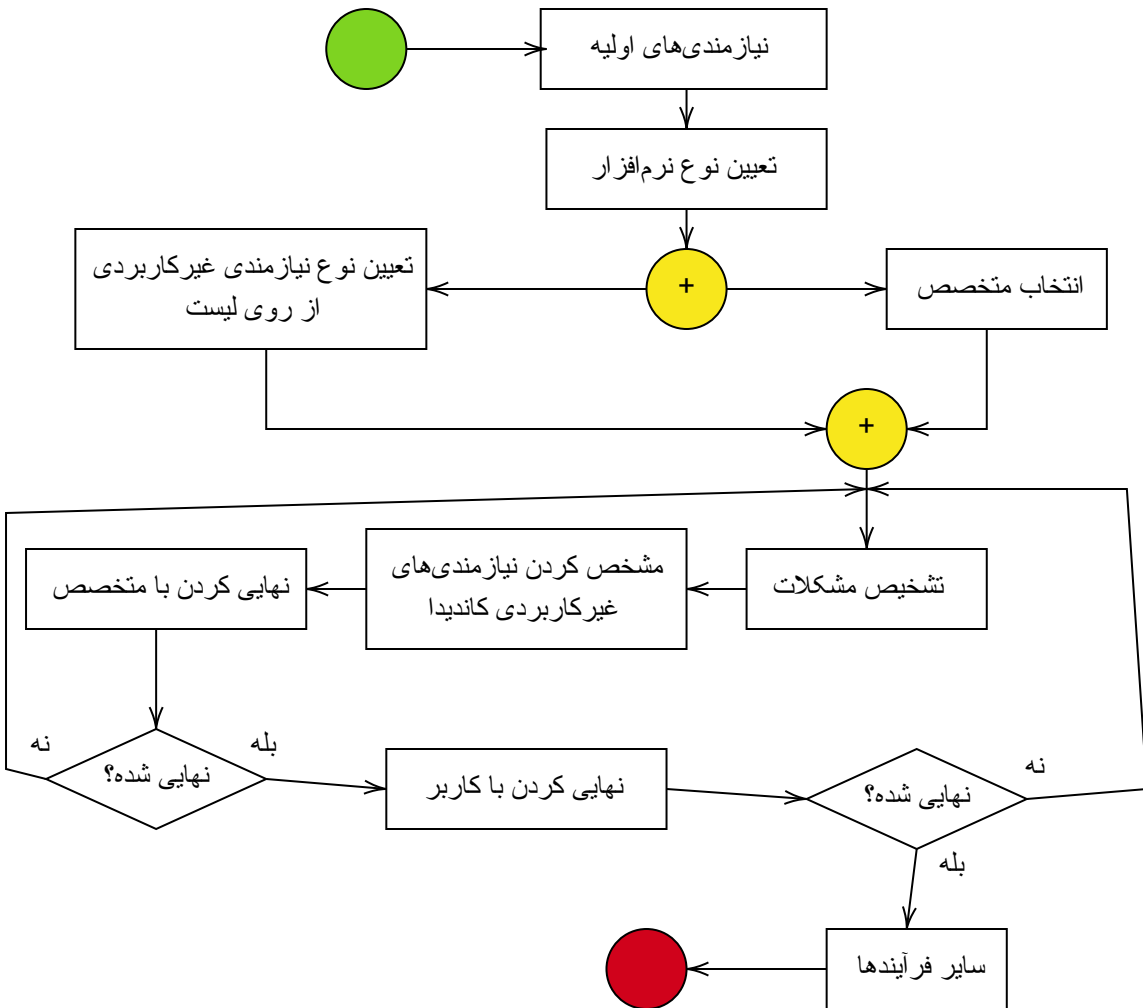 نیازمندی‌های اولیه
تعیین نوع نرم‌افزار
+
انتخاب متخصص
تعیین نوع نیازمندی غیرکاربردی
از روی لیست
+
تشخیص مشکلات
مشخص کردن نیازمندی‌های
غیرکاربردی کاندیدا
نهایی کردن با متخصص
نهایی شده؟
نه
بله
نهایی کردن با کاربر
نهایی شده؟
نه
بله
سایر فرآیندها